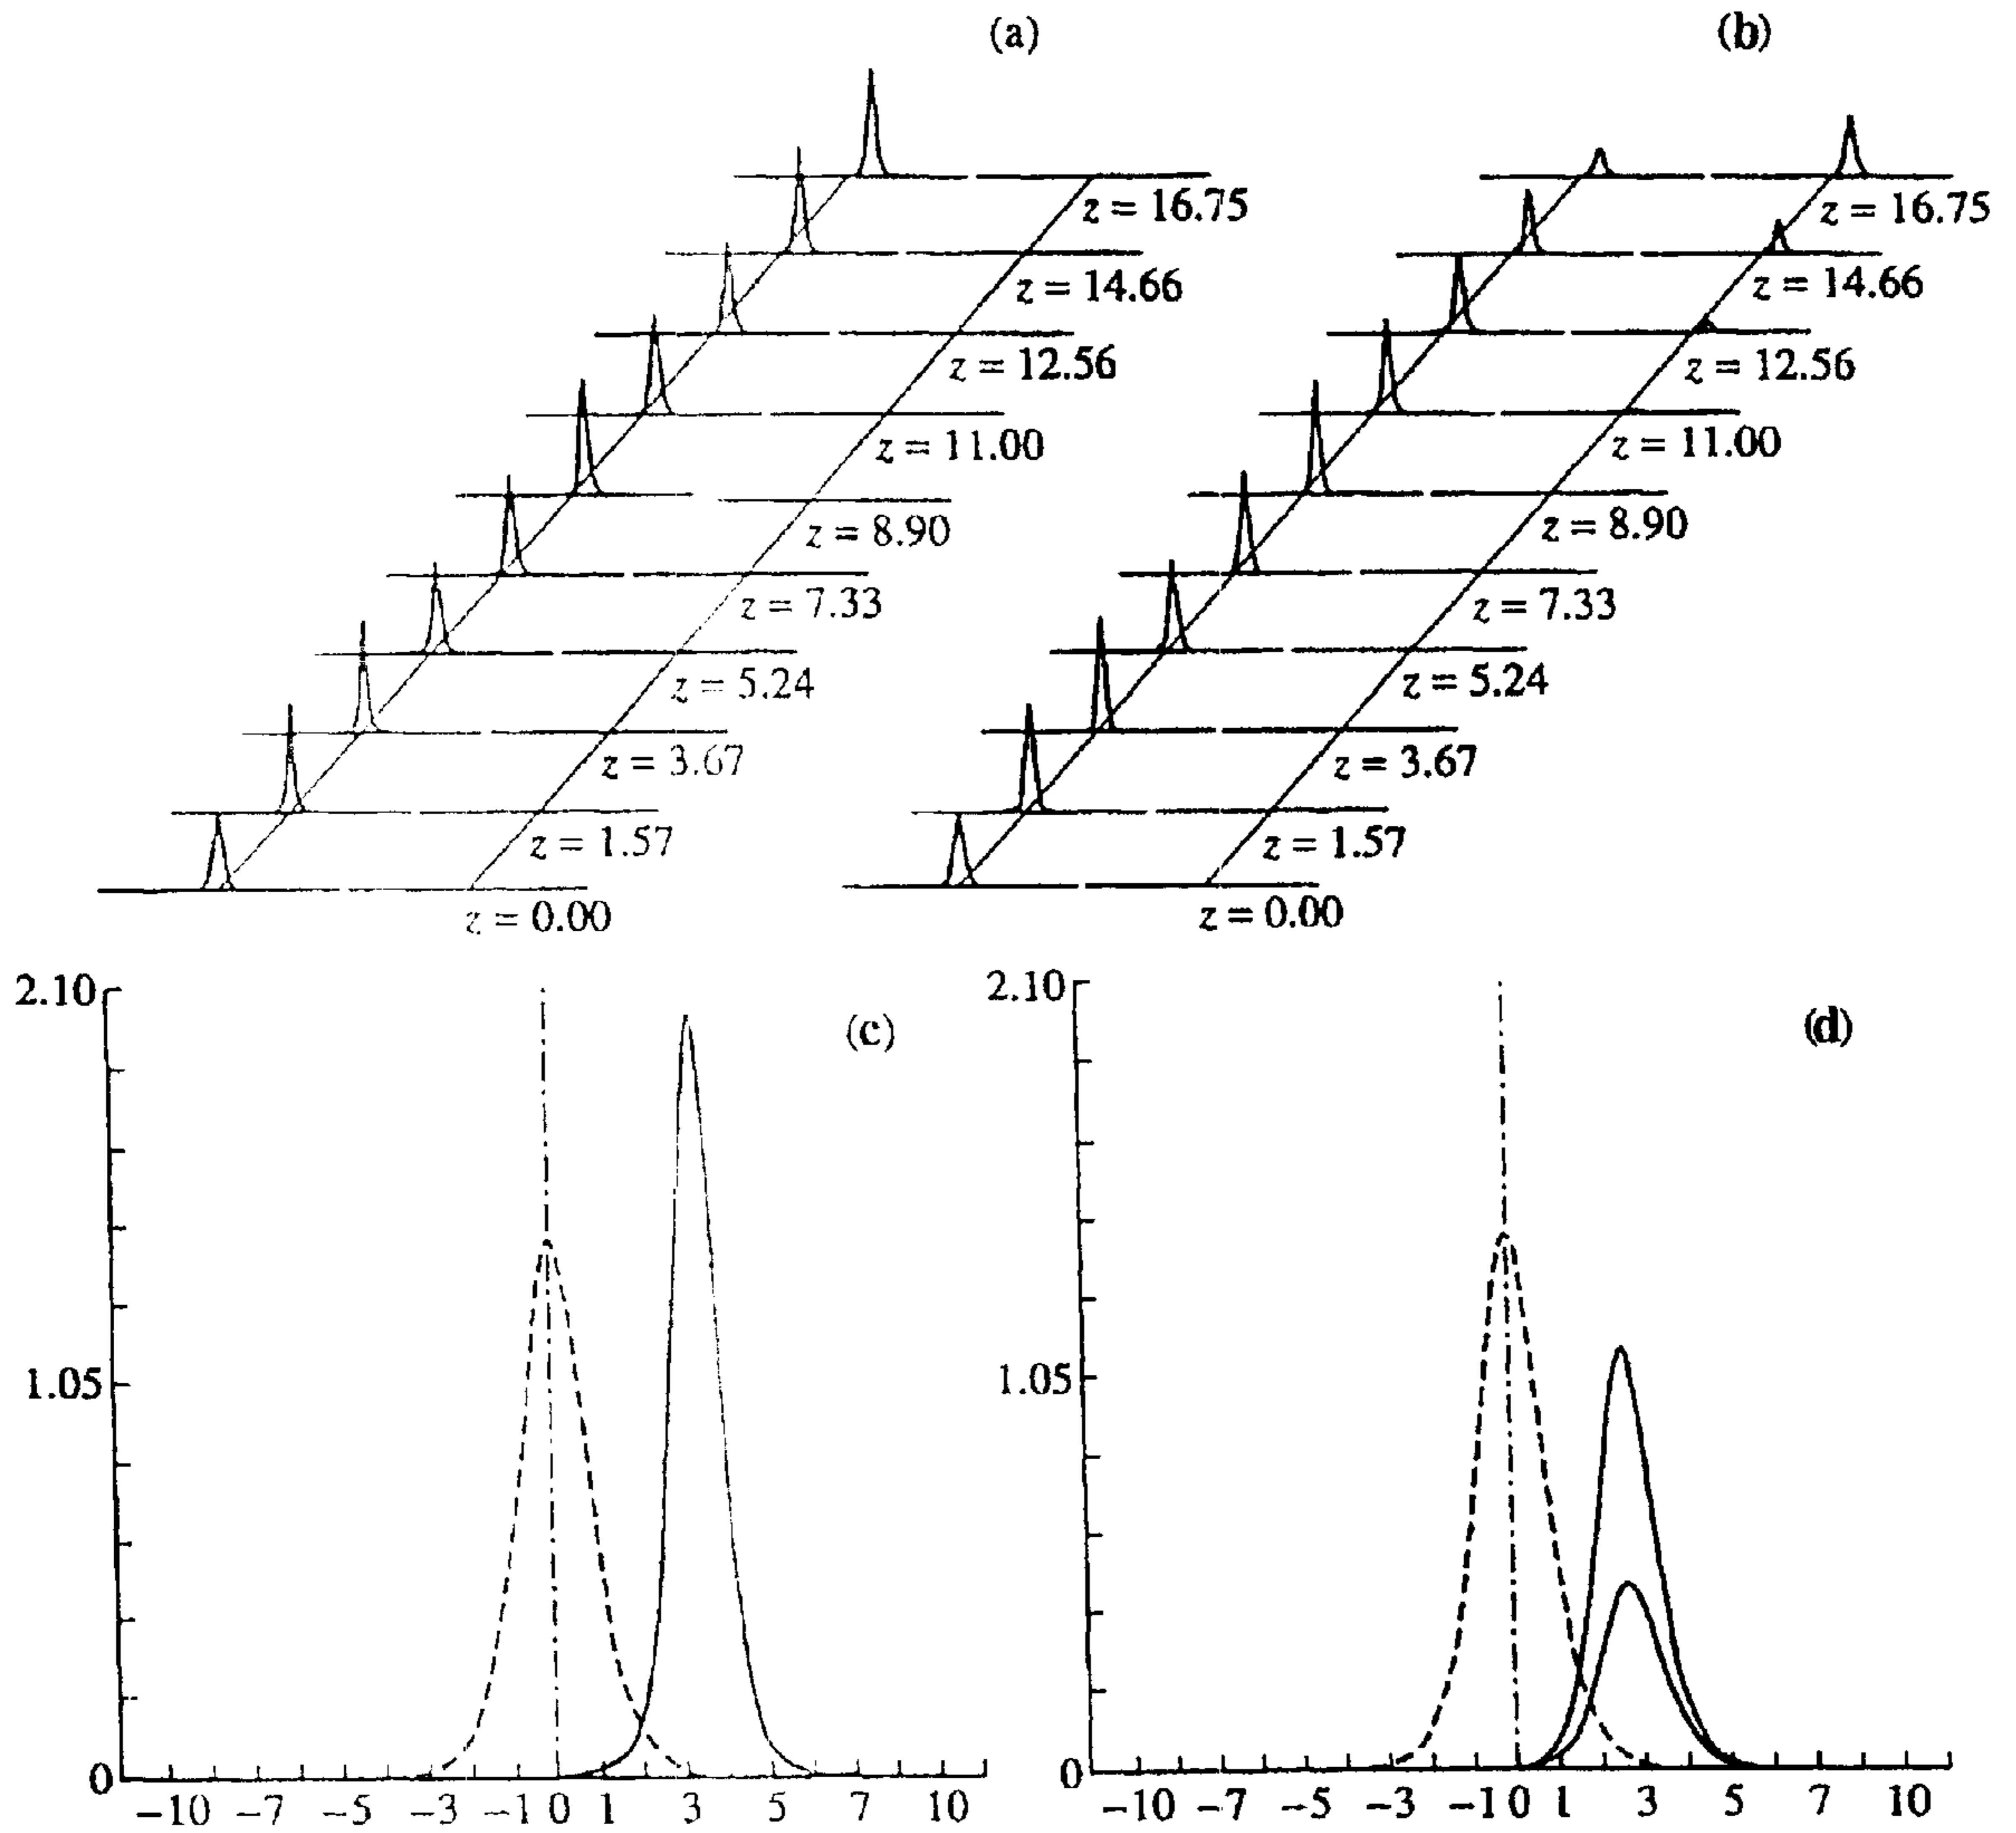 (a) (b)
z = 16.75 z = 16.75
z = 14.66 z = 14.66
z = 12.56 z = 12.56
z = 11.00 z = 11.00
z = 8.90 z = 8.90
z = 7.33 z = 7.33
z = 5.24 z = 5.24
z = 3.67 z = 3.67
z = 1.57 z = 1.57
z = 0.00 z = 0.00
2.10 (c) 2.10 (d)
1.05 1.05
0 0
−10 −7 −5 −3 −1 0 1 3 5 7 10 −10 −7 −5 −3 −1 0 1 3 5 7 10